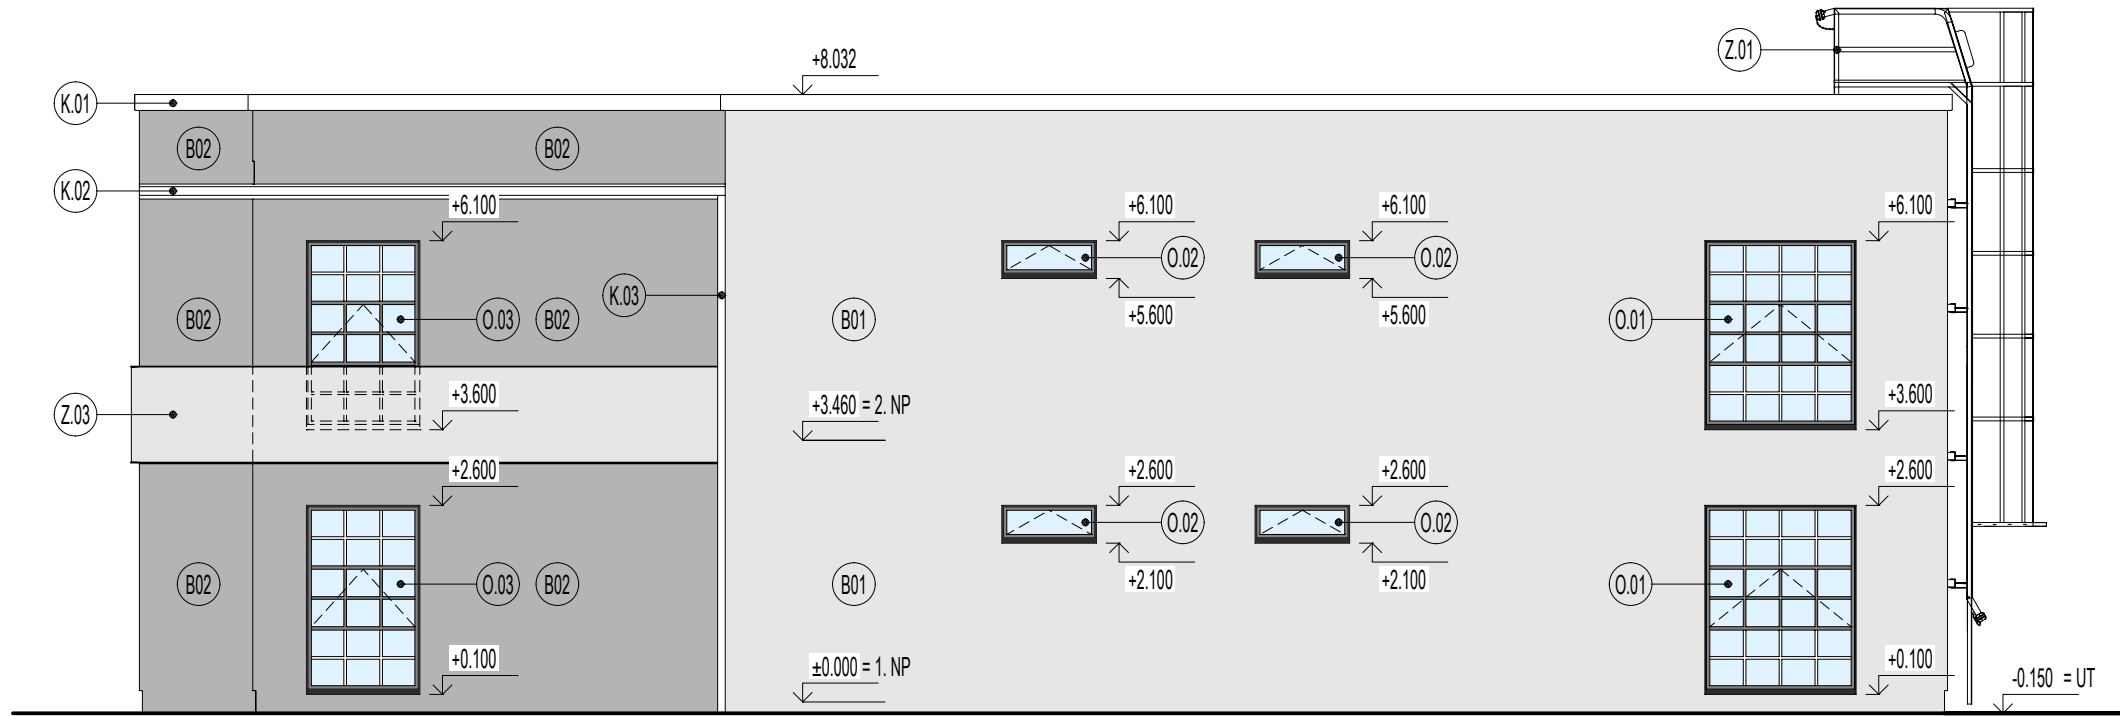 Z.01
+8.032
K.01
B02
B02
K.02
+6.100
+6.100
+6.100
+6.100
O.02
O.02
K.03
B02
O.03
B02
+5.600
+5.600
B01
O.01
+3.600
+3.600
Z.03
+3.460 = 2. NP
+2.600
+2.600
+2.600
+2.600
O.02
O.02
B02
O.03
B02
+2.100
+2.100
B01
O.01
+0.100
±0.000 = 1. NP
+0.100
-0.150 = UT